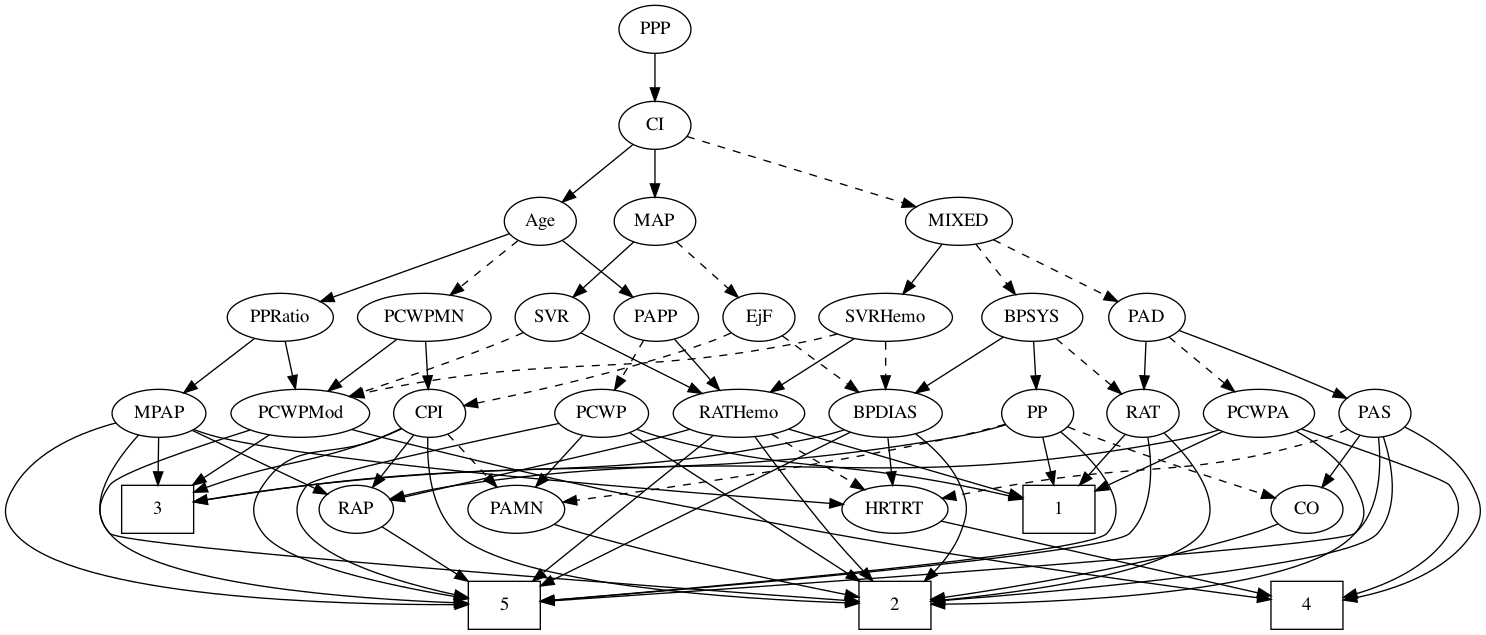 PPP
CI
Age MAP MIXED
PPRatio PCWPMN SVR PAPP EjF SVRHemo BPSYS PAD
MPAP PCWPMod CPI PCWP RATHemo BPDIAS PP RAT PCWPA PAS
3 RAP PAMN HRTRT 1 CO
5 2 4